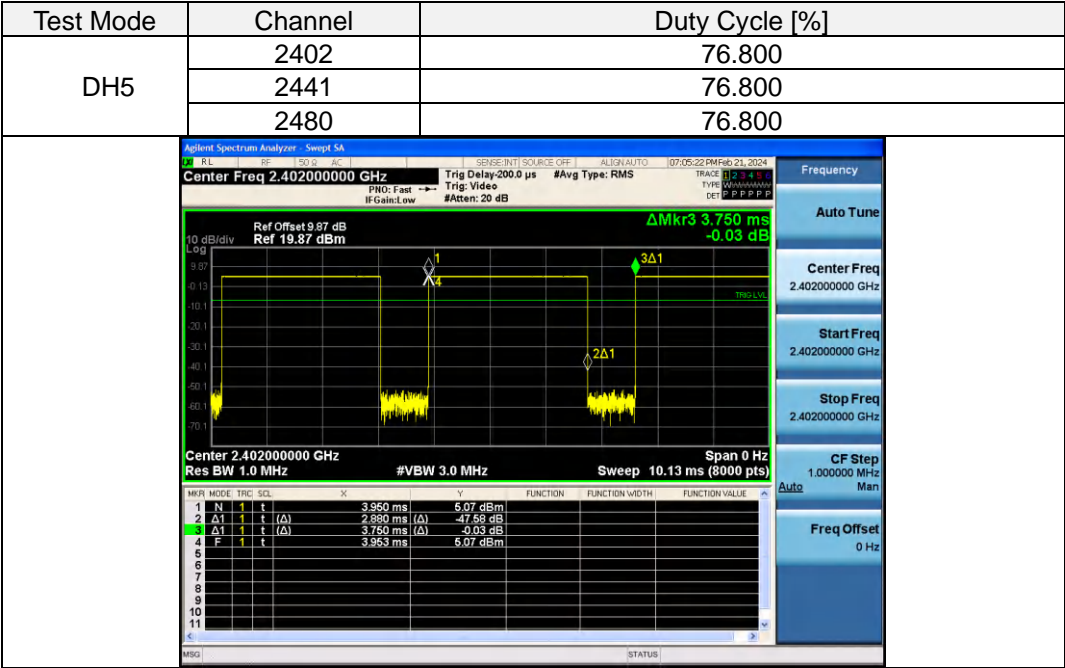 Test Mode Channel Duty Cycle [%]
DH5
2402 76.800
2441 76.800
2480 76.800
Agilent Spectrum Analyzer - Swept SA
LXI RL RF 50 Ω AC SENSE:INT SOURCE OFF ALIGN AUTO 07:05:22 PM Feb 21, 2024
Center Freq 2.402000000 GHz
PNO: Fast
IFGain:Low
Trig Delay-200.0 µs #Avg Type: RMS
Trig: Video
#Atten: 20 dB
TRACE 1 2 3 4 5 6
TYPE W
DET P P P P P P
Frequency
ΔMkr3 3.750 ms
-0.03 dB
Ref Offset 9.87 dB
10 dB/div Ref 19.87 dBm
Log
9.87
-0.13
-10.1
-20.1
-30.1
-40.1
-50.1
-60.1
-70.1
1
4
3Δ1
TRIG LVL
2Δ1
Center 2.402000000 GHz Span 0 Hz
Res BW 1.0 MHz #VBW 3.0 MHz Sweep 10.13 ms (8000 pts)
MKR MODE TRC SCL X Y FUNCTION FUNCTION WIDTH FUNCTION VALUE
1 N 1 t 3.950 ms 5.07 dBm
2 Δ1 1 t (Δ) 2.880 ms (Δ) -47.58 dB
3 Δ1 1 t (Δ) 3.750 ms (Δ) -0.03 dB
4 F 1 t 3.953 ms 5.07 dBm
5
6
7
8
9
10
11
MSG STATUS
Auto Tune
Center Freq
2.402000000 GHz
Start Freq
2.402000000 GHz
Stop Freq
2.402000000 GHz
CF Step
1.000000 MHz
Auto Man
Freq Offset
0 Hz